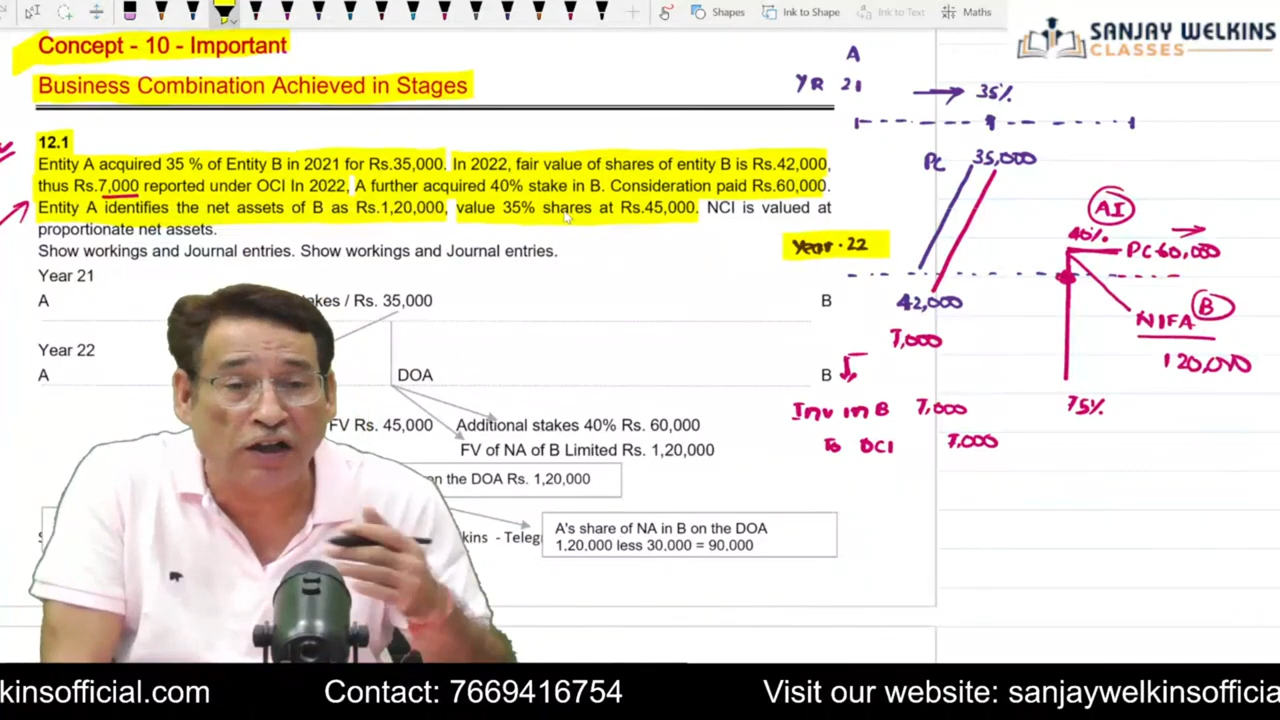 Shapes Ink to Shape Ink to Text Maths
SANJAY WELKINS
CLASSES
Concept - 10 - Important
Business Combination Achieved in Stages
12.1
Entity A acquired 35 % of Entity B in 2021 for Rs.35,000. In 2022, fair value of shares of entity B is Rs.42,000,
thus Rs.7,000 reported under OCI In 2022, A further acquired 40% stake in B. Consideration paid Rs.60,000.
Entity A identifies the net assets of B as Rs.1,20,000, value 35% shares at Rs.45,000. NCI is valued at
proportionate net assets.
Show workings and Journal entries. Show workings and Journal entries.
Year 21
A takes / Rs. 35,000 B
Year 22
A DOA B
FV Rs. 45,000 Additional stakes 40% Rs. 60,000
FV of NA of B Limited Rs. 1,20,000
on the DOA Rs. 1,20,000
S
kins - Teleg
A's share of NA in B on the DOA
1,20,000 less 30,000 = 90,000
A
YR 21 35%
PC 35,000
Year . 22
AI
40%
PC 60,000
42,000
7,000
NIFA B
120,000
Inv in B 7,000 75%
To OCI 7,000
lkinsofficial.com Contact: 7669416754 Visit our website: sanjaywelkinsofficia